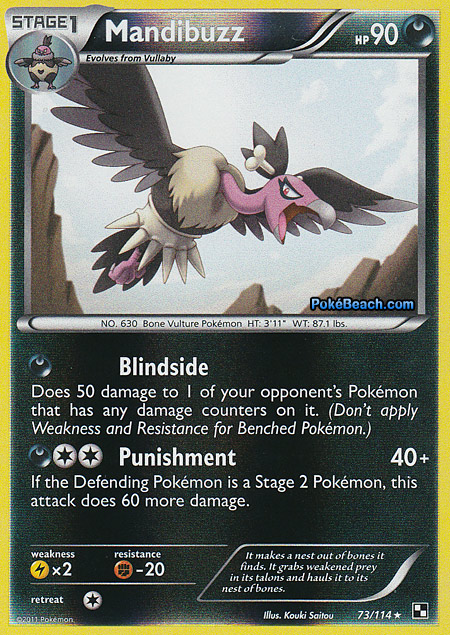 STAGE1
Mandibuzz
HP 90
Evolves from Vullaby
PokéBeach.com
NO. 630 Bone Vulture Pokémon HT: 3'11" WT: 87.1 lbs.
Blindside
Does 50 damage to 1 of your opponent's Pokémon
that has any damage counters on it. (Don't apply
Weakness and Resistance for Benched Pokémon.)
Punishment 40+
If the Defending Pokémon is a Stage 2 Pokémon, this
attack does 60 more damage.
weakness resistance
×2 -20
retreat
It makes a nest out of bones it
finds. It grabs weakened prey
in its talons and hauls it to its
nest of bones.
Illus. Kouki Saitou 73/114 ★
©2011 Pokémon.